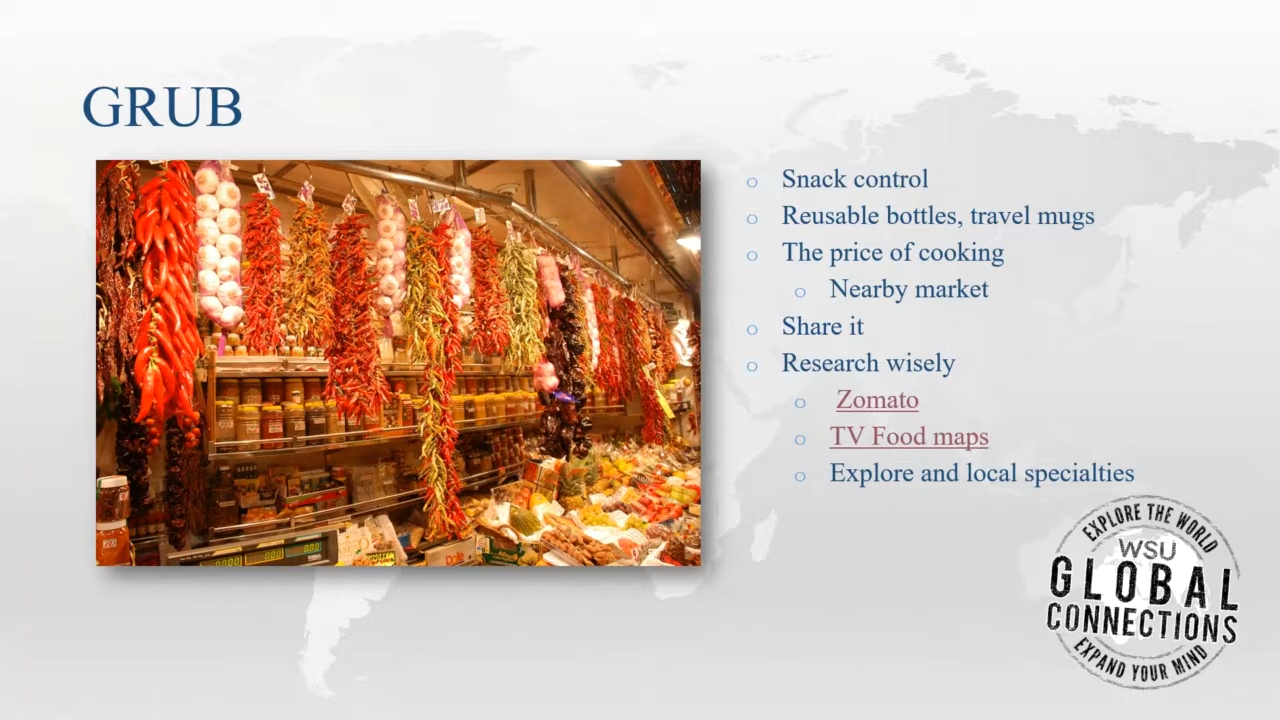 GRUB
Snack control
Reusable bottles, travel mugs
The price of cooking
Nearby market
Share it
Research wisely
Zomato
TV Food maps
Explore and local specialties
EXPLORE THE WORLD
WSU
GLOBAL
CONNECTIONS
EXPAND YOUR MIND